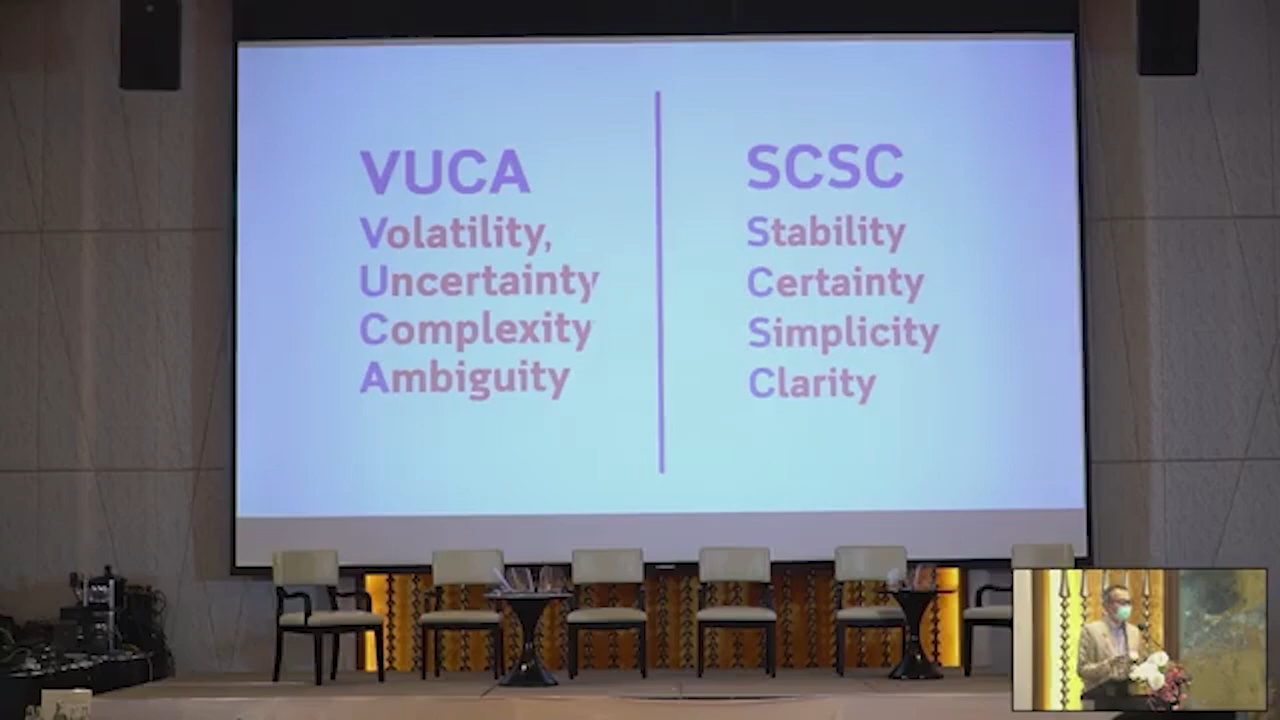 VUCA
Volatility,
Uncertainty
Complexity
Ambiguity
SCSC
Stability
Certainty
Simplicity
Clarity